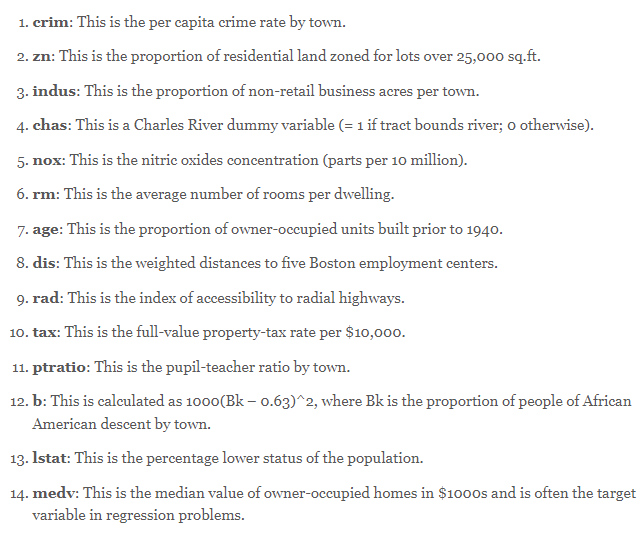 1. crim: This is the per capita crime rate by town.
2. zn: This is the proportion of residential land zoned for lots over 25,000 sq.ft.
3. indus: This is the proportion of non-retail business acres per town.
4. chas: This is a Charles River dummy variable (= 1 if tract bounds river; 0 otherwise).
5. nox: This is the nitric oxides concentration (parts per 10 million).
6. rm: This is the average number of rooms per dwelling.
7. age: This is the proportion of owner-occupied units built prior to 1940.
8. dis: This is the weighted distances to five Boston employment centers.
9. rad: This is the index of accessibility to radial highways.
10. tax: This is the full-value property-tax rate per $10,000.
11. ptratio: This is the pupil-teacher ratio by town.
12. b: This is calculated as 1000(Bk – 0.63)^2, where Bk is the proportion of people of African
American descent by town.
13. lstat: This is the percentage lower status of the population.
14. medv: This is the median value of owner-occupied homes in $1000s and is often the target
variable in regression problems.